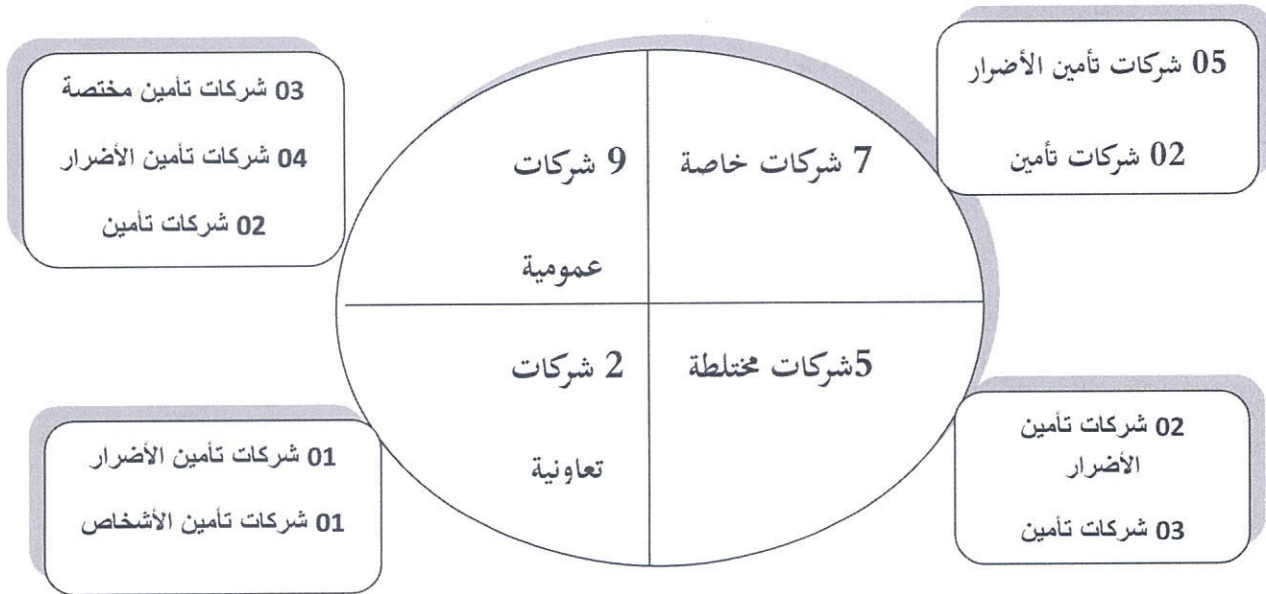 05 شركات تأمين الأضرار
02 شركات تأمين
03 شركات تأمين مختصة
04 شركات تأمين الأضرار
02 شركات تأمين
7 شركات خاصة
9 شركات
عمومية
5شركات مختلطة
2 شركات
تعاونية
02 شركات تأمين
الأضرار
03 شركات تأمين
01 شركات تأمين الأضرار
01 شركات تأمين الأشخاص